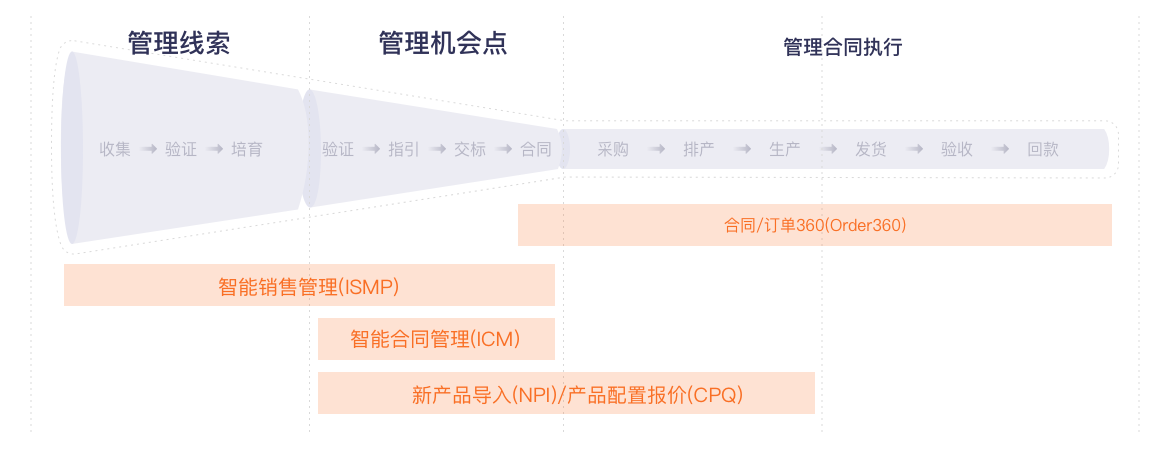 管理线索
管理机会点
管理合同执行
收集
验证
培育
验证
指引
交标
合同
采购
排产
生产
发货
验收
回款
合同/订单360(Order360)
智能销售管理(ISMP)
智能合同管理(ICM)
新产品导入(NPI)/产品配置报价(CPQ)